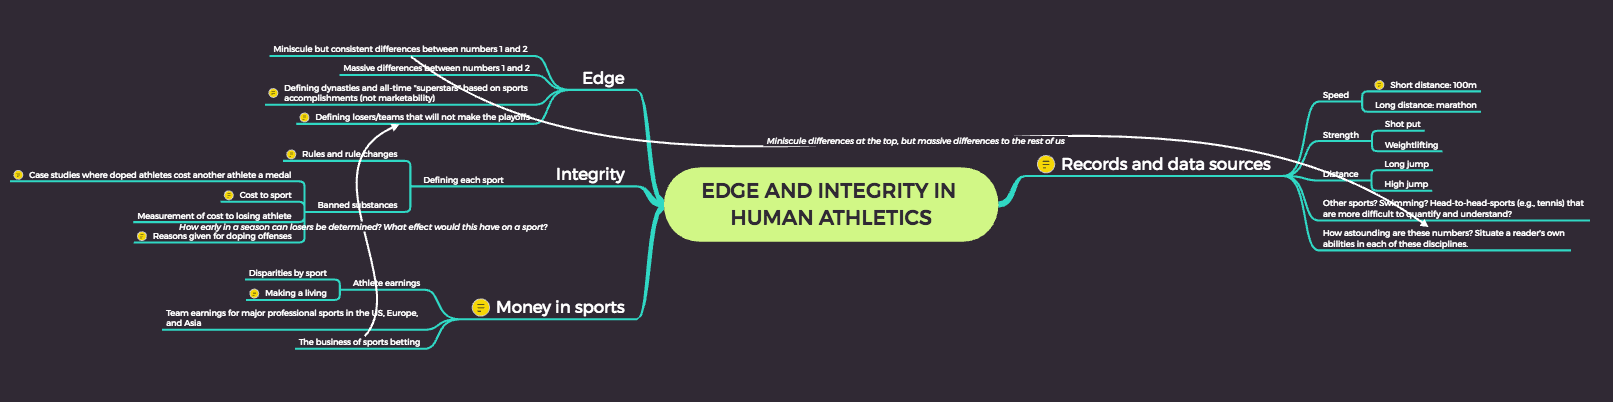 Miniscule but consistent differences between numbers 1 and 2
Massive differences between numbers 1 and 2
Edge
Defining dynasties and all-time "superstars" based on sports
accomplishments (not marketability)
Defining losers/teams that will not make the playoffs
Rules and rule changes
Defining each sport
Integrity
Case studies where doped athletes cost another athlete a medal
Cost to sport
Banned substances
Measurement of cost to losing athlete
How early in a season can losers be determined? What effect would this have on a sport?
Reasons given for doping offenses
Disparities by sport
Athlete earnings
Making a living
Money in sports
Team earnings for major professional sports in the US, Europe,
and Asia
The business of sports betting
EDGE AND INTEGRITY IN
HUMAN ATHLETICS
Miniscule differences at the top, but massive differences to the rest of us
Records and data sources
Speed
Short distance: 100m
Long distance: marathon
Strength
Shot put
Weightlifting
Distance
Long jump
High jump
Other sports? Swimming? Head-to-head-sports (e.g., tennis) that
are more difficult to quantify and understand?
How astounding are these numbers? Situate a reader's own
abilities in each of these disciplines.